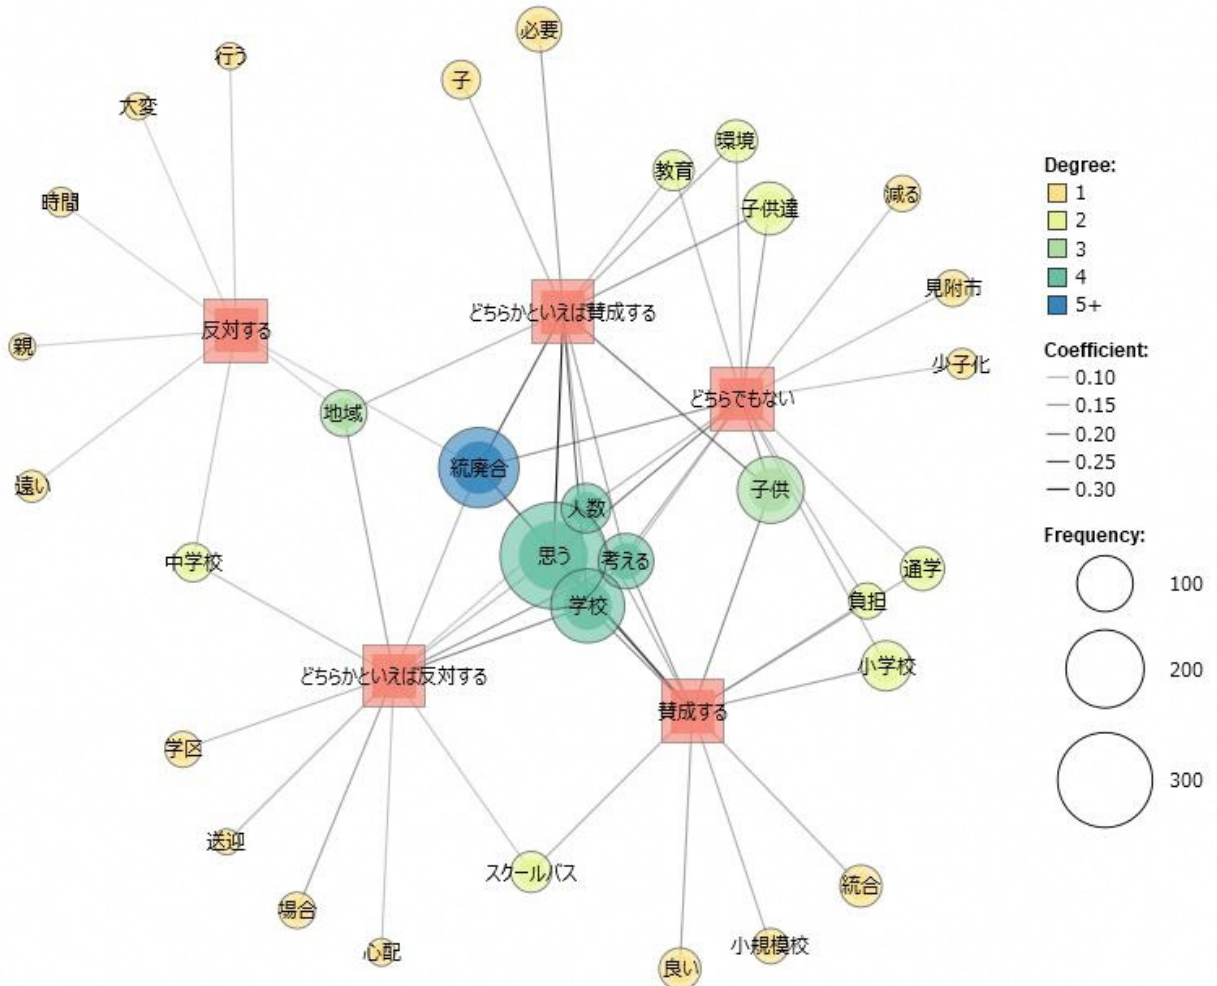 必要
行う
子
大変
環境
教育
減る
時間
子供達
見附市
どちらかといえば賛成する
反対する
親
少子化
どちらでもない
地域
統廃合
遠い
子供
人数
思う
考える
中学校
通学
負担
学校
小学校
どちらかといえば反対する
賛成する
学区
送迎
スクールバス
統合
場合
心配
小規模校
良い
Degree:
1
2
3
4
5+
Coefficient:
0.10
0.15
0.20
0.25
0.30
Frequency:
100
200
300